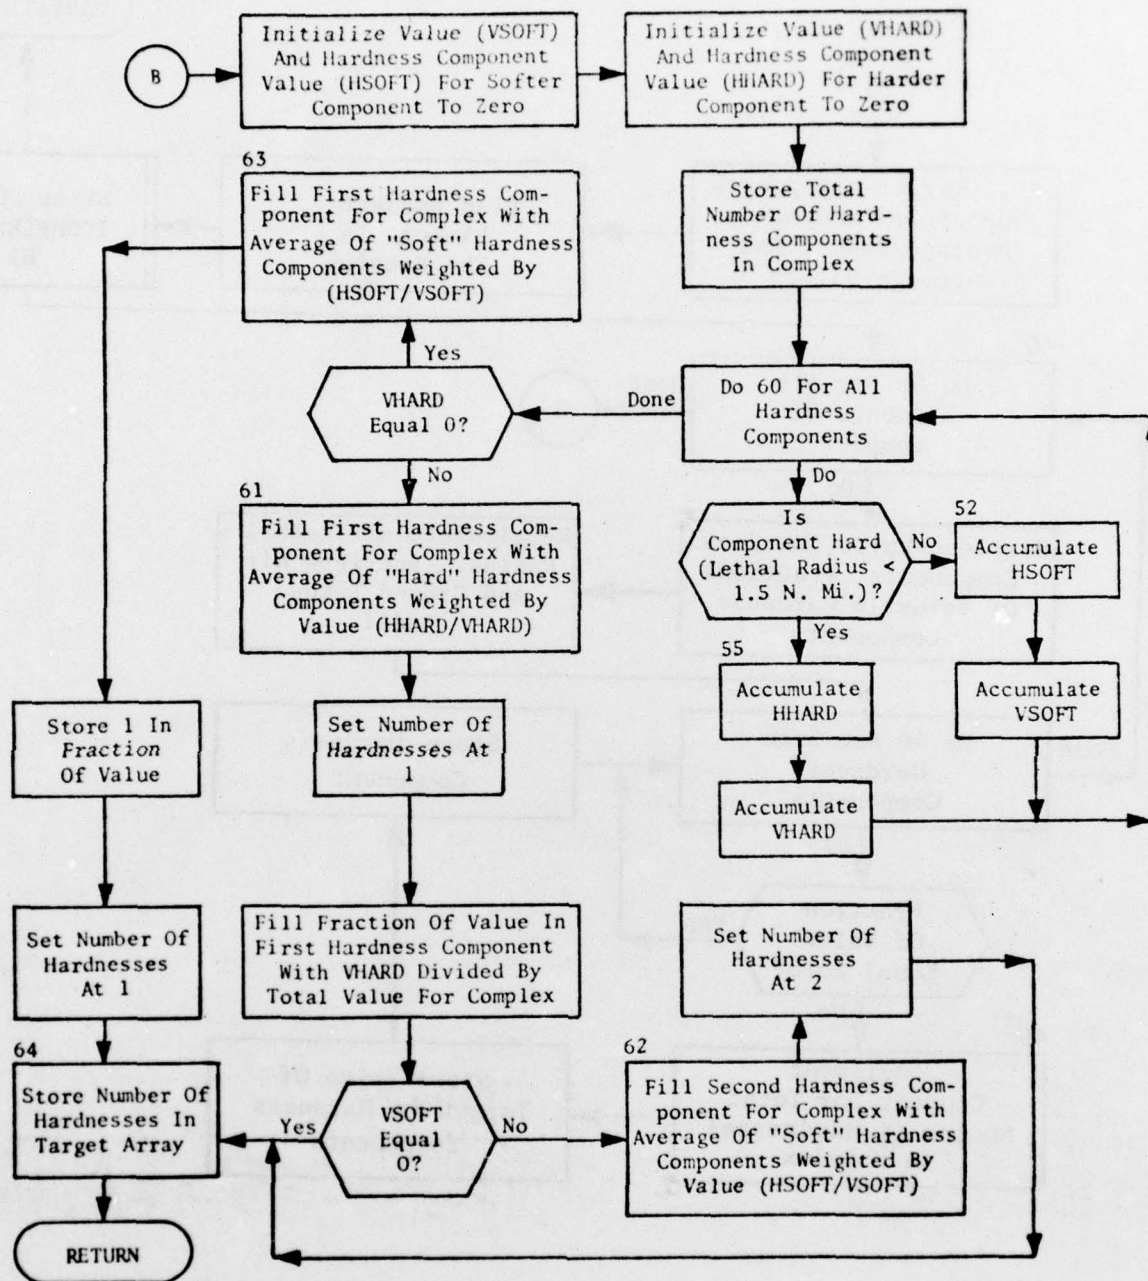 B
Initialize Value (VSOFT)
And Hardness Component
Value (HSOFT) For Softer
Component To Zero
Initialize Value (VHARD)
And Hardness Component
Value (HHARD) For Harder
Component To Zero
Store Total
Number Of Hard-
ness Components
In Complex
63
Fill First Hardness Com-
ponent For Complex With
Average Of "Soft" Hardness
Components Weighted By
(HSOFT/VSOFT)
Yes
VHARD
Equal 0?
No
Done
Do 60 For All
Hardness
Components
Do
Is
Component Hard
(Lethal Radius <
1.5 N. Mi.)?
No
Yes
52
Accumulate
HSOFT
Accumulate
VSOFT
55
Accumulate
HHARD
Accumulate
VHARD
61
Fill First Hardness Com-
ponent For Complex With
Average Of "Hard" Hardness
Components Weighted By
Value (HHARD/VHARD)
Store 1 In
Fraction
Of Value
Set Number Of
Hardnesses At
1
Set Number Of
Hardnesses
At 1
Fill Fraction Of Value In
First Hardness Component
With VHARD Divided By
Total Value For Complex
Set Number Of
Hardnesses
At 2
64
Store Number Of
Hardnesses In
Target Array
Yes
VSOFT
Equal
0?
No
62
Fill Second Hardness Com-
ponent For Complex With
Average Of "Soft" Hardness
Components Weighted By
Value (HSOFT/VSOFT)
RETURN